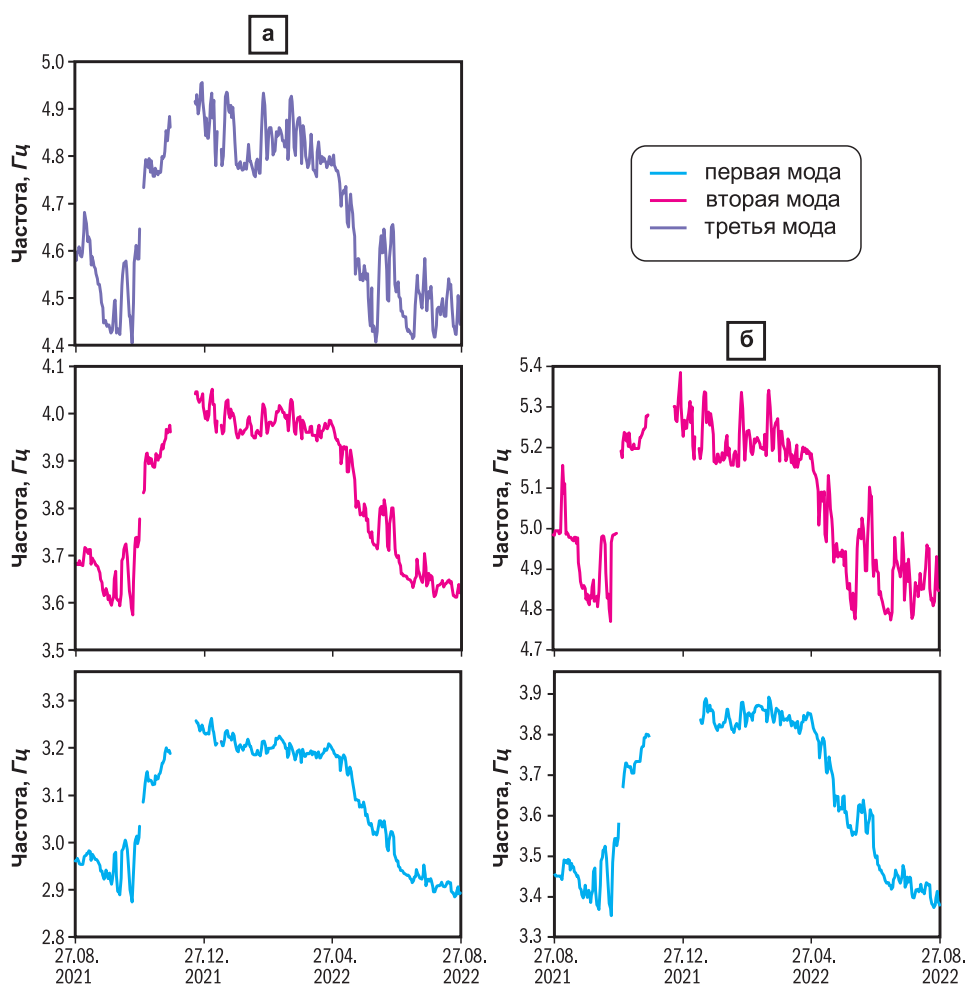 а
5.0
4.9
4.8
4.7
4.6
4.5
4.4
Частота, Гц
первая мода
вторая мода
третья мода
4.1
4.0
3.9
3.8
3.7
3.6
3.5
Частота, Гц
б
5.4
5.3
5.2
5.1
5.0
4.9
4.8
4.7
Частота, Гц
3.3
3.2
3.1
3.0
2.9
2.8
Частота, Гц
27.08. 27.12. 27.04. 27.08.
2021 2021 2022 2022
3.9
3.8
3.7
3.6
3.5
3.4
3.3
Частота, Гц
27.08. 27.12. 27.04. 27.08.
2021 2021 2022 2022